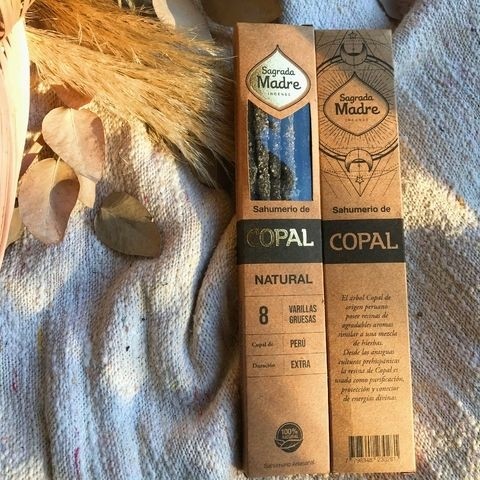 Sagrada
Madre
INCENSE
Sahumerio de
COPAL
NATURAL
8
VARILLAS
GRUESAS
Copal de
PERÚ
Duración
EXTRA
100%
NATURAL
Sahumerio Artesanal
Sagrada
Madre
INCENSE
Sahumerio de
COPAL
El árbol Copal de
origen peruano
posee resinas de
agradables aromas
similar a una mezcla
de hierbas.
Desde las antiguas
culturas prehispánicas
la resina de Copal es
usada como purificación,
protección y conector
de energías divinas.